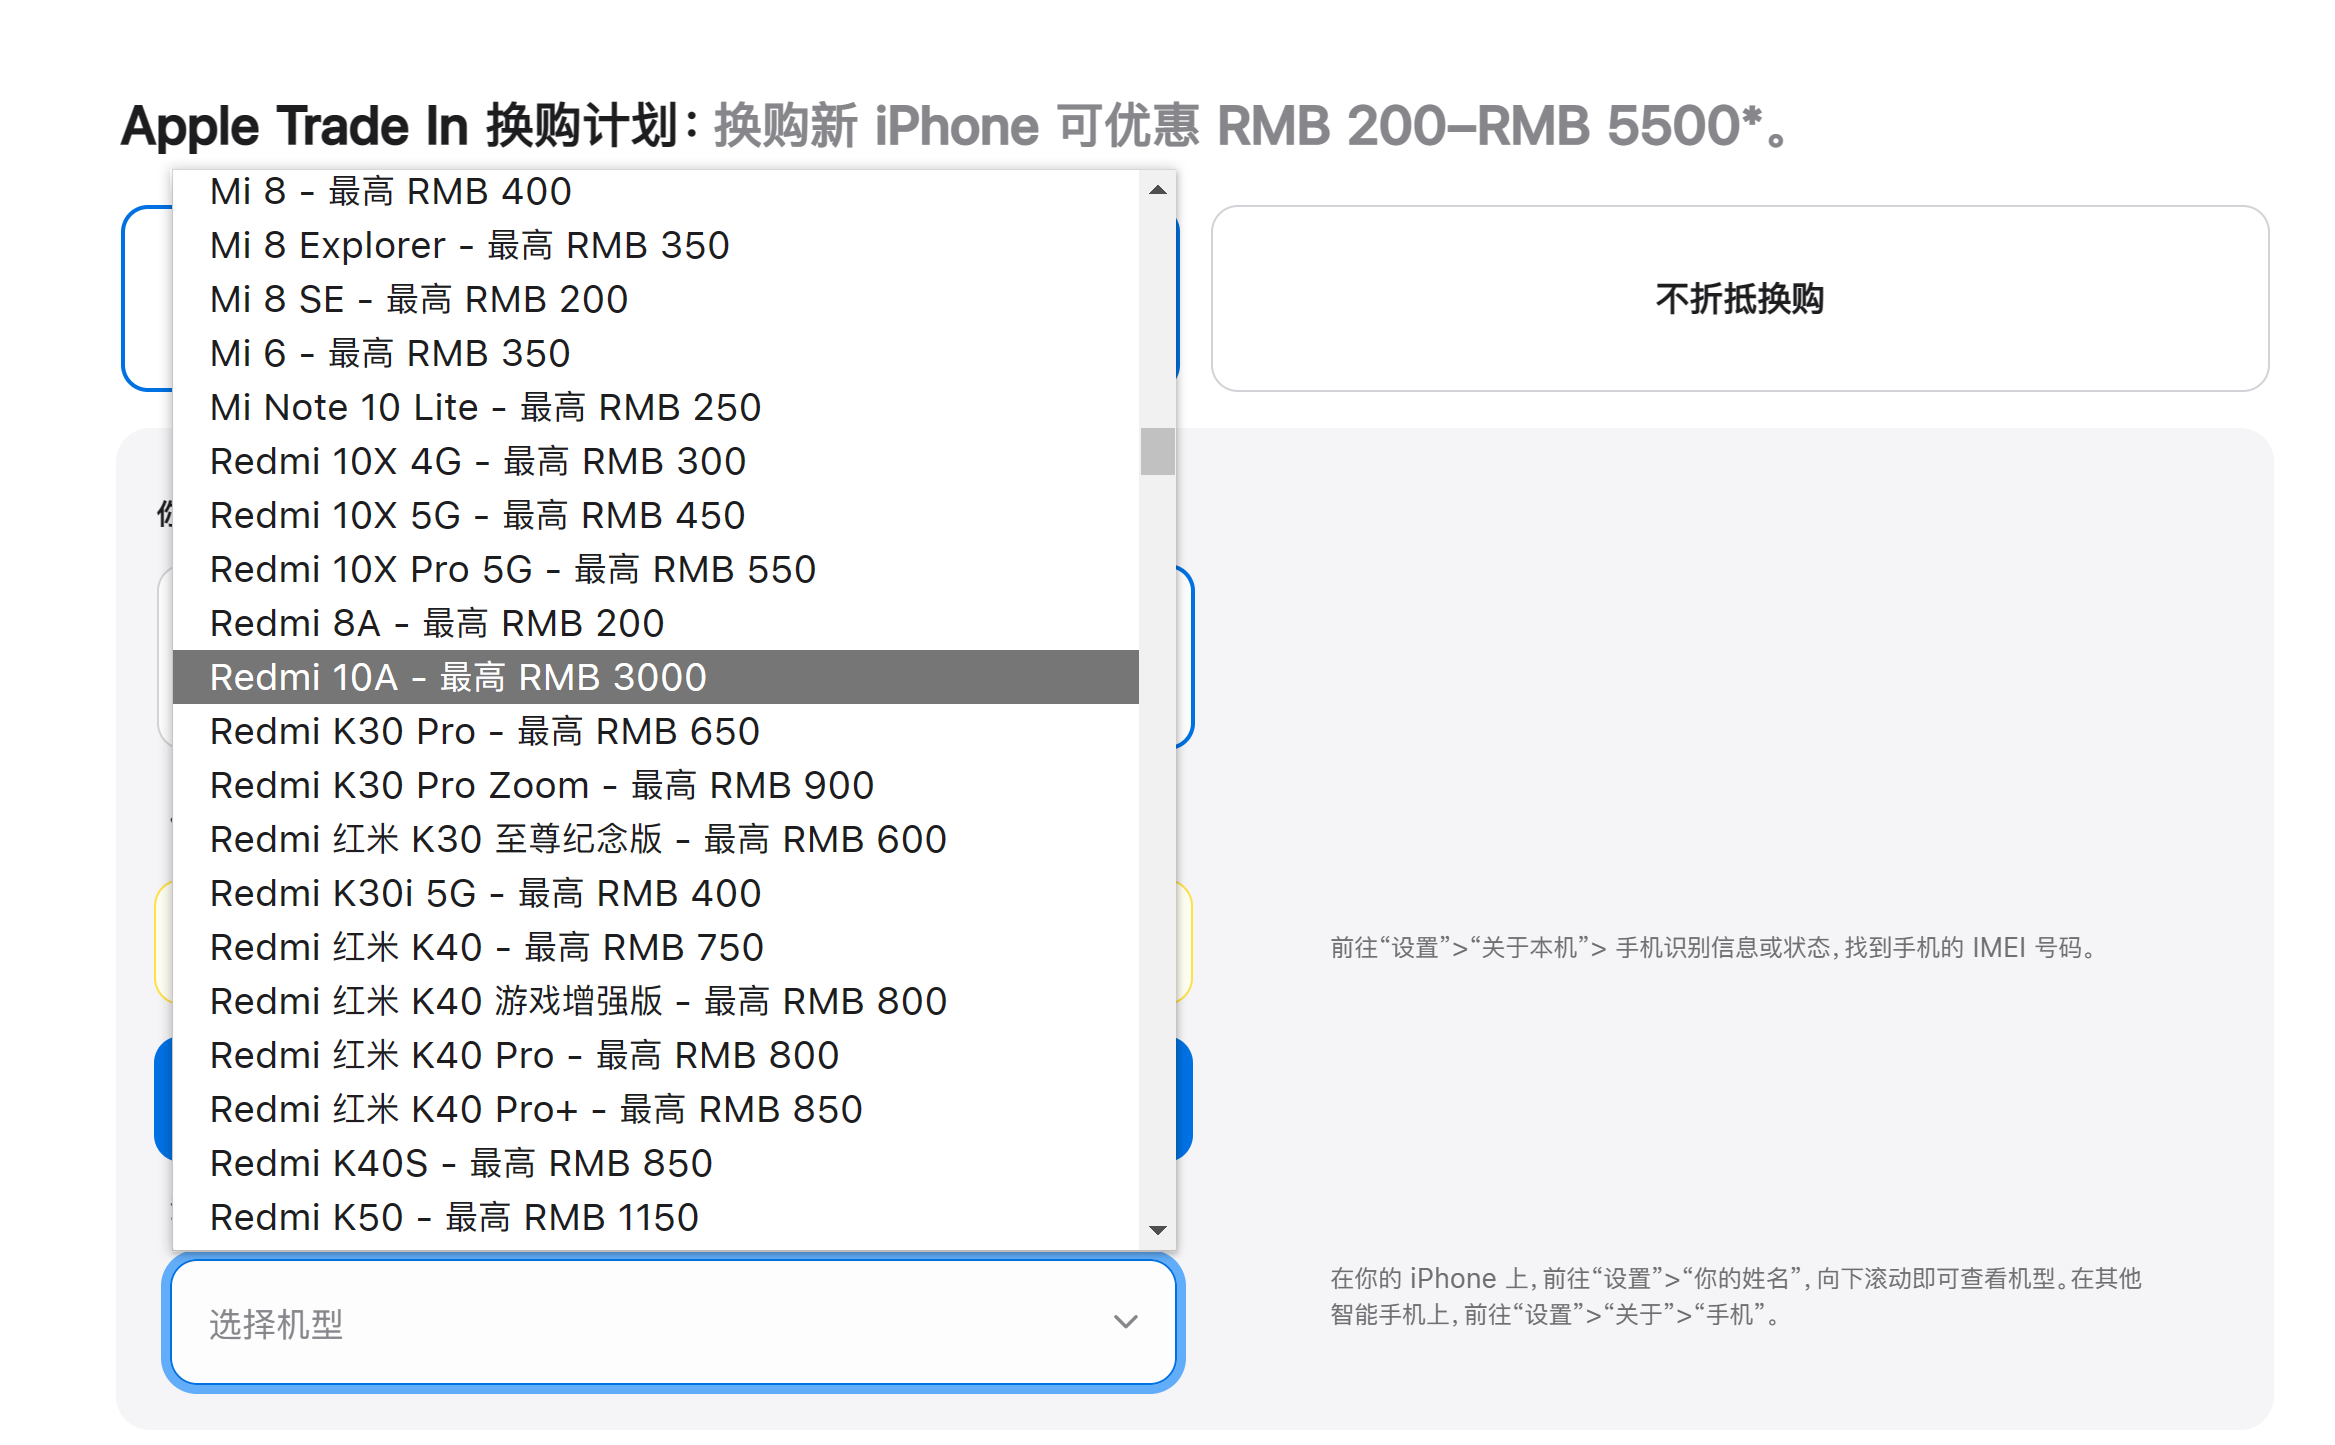 Apple Trade In 换购计划：换购新 iPhone 可优惠 RMB 200–RMB 5500*。
Mi 8 - 最高 RMB 400
Mi 8 Explorer - 最高 RMB 350
Mi 8 SE - 最高 RMB 200
Mi 6 - 最高 RMB 350
Mi Note 10 Lite - 最高 RMB 250
Redmi 10X 4G - 最高 RMB 300
Redmi 10X 5G - 最高 RMB 450
Redmi 10X Pro 5G - 最高 RMB 550
Redmi 8A - 最高 RMB 200
Redmi 10A - 最高 RMB 3000
Redmi K30 Pro - 最高 RMB 650
Redmi K30 Pro Zoom - 最高 RMB 900
Redmi 红米 K30 至尊纪念版 - 最高 RMB 600
Redmi K30i 5G - 最高 RMB 400
Redmi 红米 K40 - 最高 RMB 750
Redmi 红米 K40 游戏增强版 - 最高 RMB 800
Redmi 红米 K40 Pro - 最高 RMB 800
Redmi 红米 K40 Pro+ - 最高 RMB 850
Redmi K40S - 最高 RMB 850
Redmi K50 - 最高 RMB 1150
选择机型
不折抵换购
前往“设置”>“关于本机”> 手机识别信息或状态，找到手机的 IMEI 号码。
在你的 iPhone 上，前往“设置”>“你的姓名”，向下滚动即可查看机型。在其他
智能手机上，前往“设置”>“关于”>“手机”。